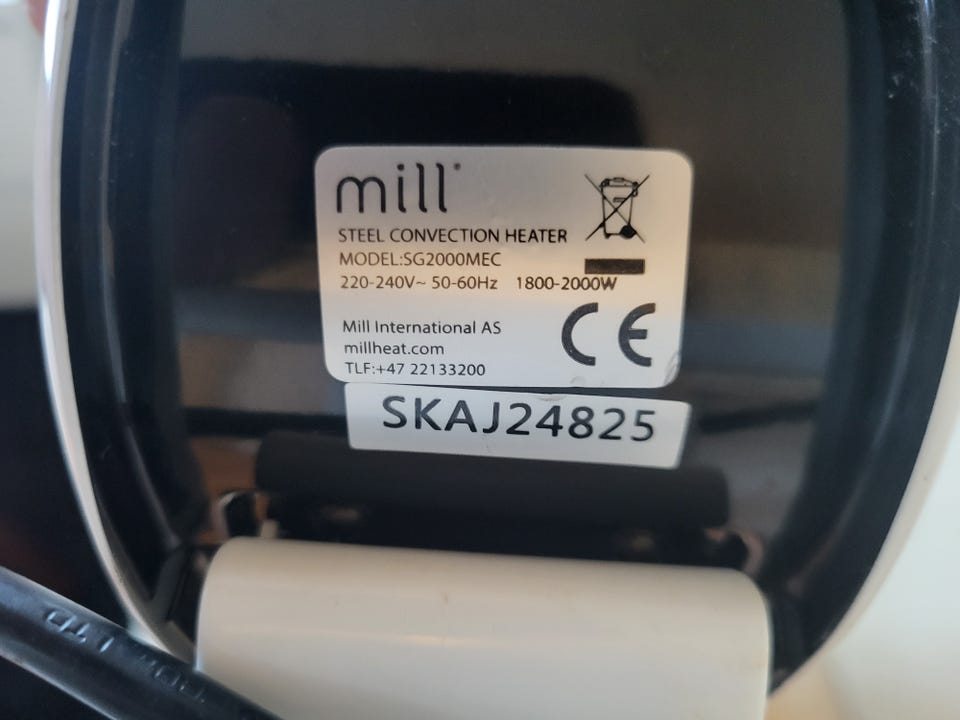 mill
STEEL CONVECTION HEATER
MODEL:SG2000MEC
220-240V~ 50-60Hz 1800-2000W
Mill International AS
millheat.com
TLF:+47 22133200
CE
SKAJ24825
LTD